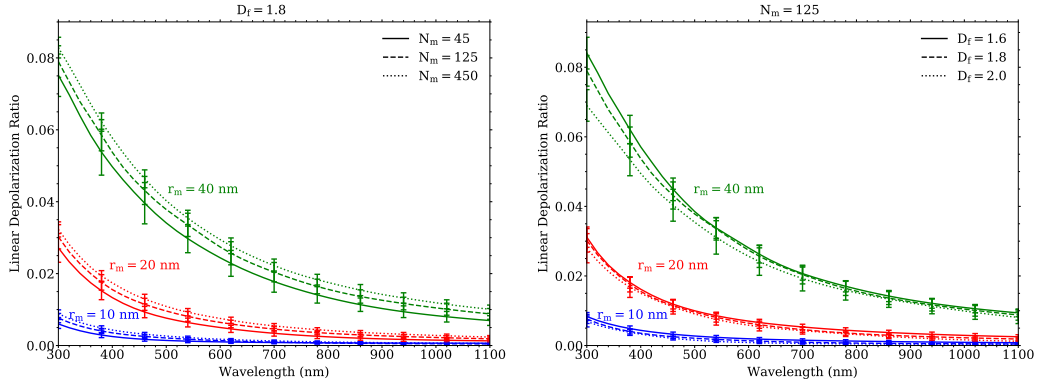 D_f = 1.8
N_m = 45
N_m = 125
N_m = 450
0.08
0.06
0.04
0.02
0.00
Linear Depolarization Ratio
r_m = 40 nm
r_m = 20 nm
r_m = 10 nm
300 400 500 600 700 800 900 1000 1100
Wavelength (nm)
N_m = 125
D_f = 1.6
D_f = 1.8
D_f = 2.0
0.08
0.06
0.04
0.02
0.00
Linear Depolarization Ratio
r_m = 40 nm
r_m = 20 nm
r_m = 10 nm
300 400 500 600 700 800 900 1000 1100
Wavelength (nm)